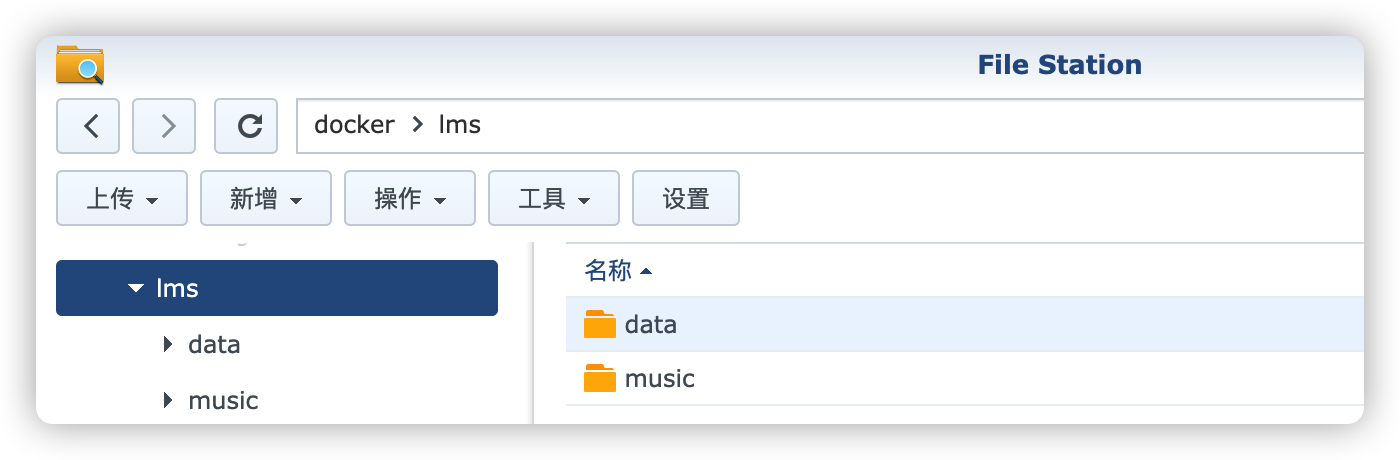 File Station
docker > lms
上传 新增 操作 工具 设置
lms
data
music
名称
data
music